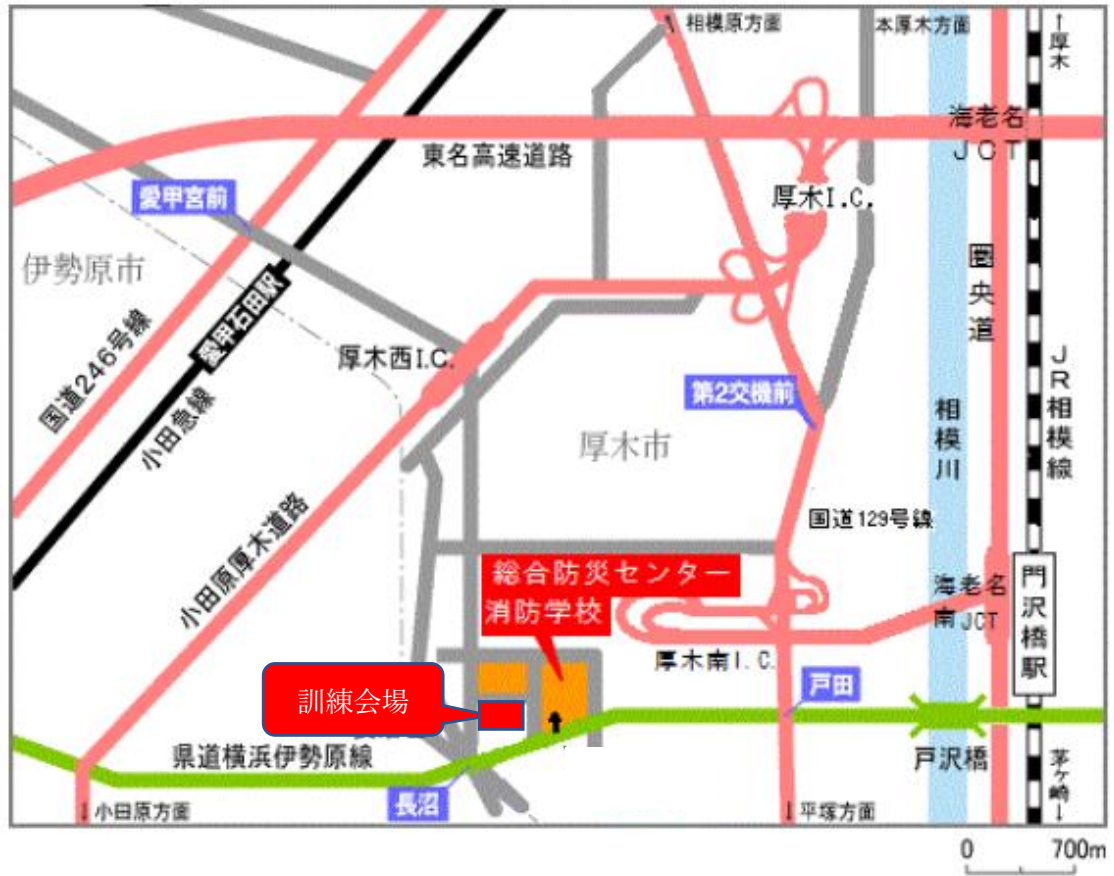 相模原方面
本厚木方面
↑厚木
海老名
JCT
東名高速道路
愛甲宮前
厚木I.C.
伊勢原市
圏央道
愛甲石田駅
国道246号線
厚木西I.C.
JR相模線
第2交機前
相模川
小田急線
厚木市
国道129号線
小田原厚木道路
総合防災センター
消防学校
海老名
南JCT
門沢橋駅
厚木南I.C.
戸田
訓練会場
県道横浜伊勢原線
戸沢橋
茅ヶ崎↓
長沼
↓小田原方面
↓平塚方面
0 700m